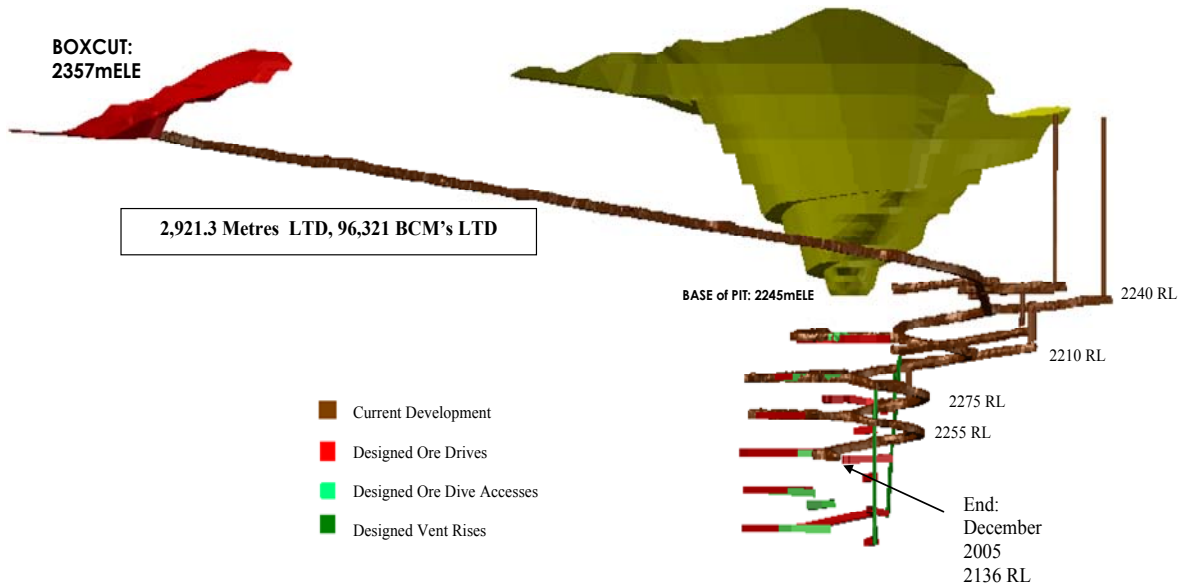 BOXCUT:
2357mELE
2,921.3 Metres LTD, 96,321 BCM's LTD
BASE of PIT: 2245mELE
2240 RL
2210 RL
2275 RL
2255 RL
Current Development
Designed Ore Drives
Designed Ore Dive Accesses
Designed Vent Rises
End:
December
2005
2136 RL